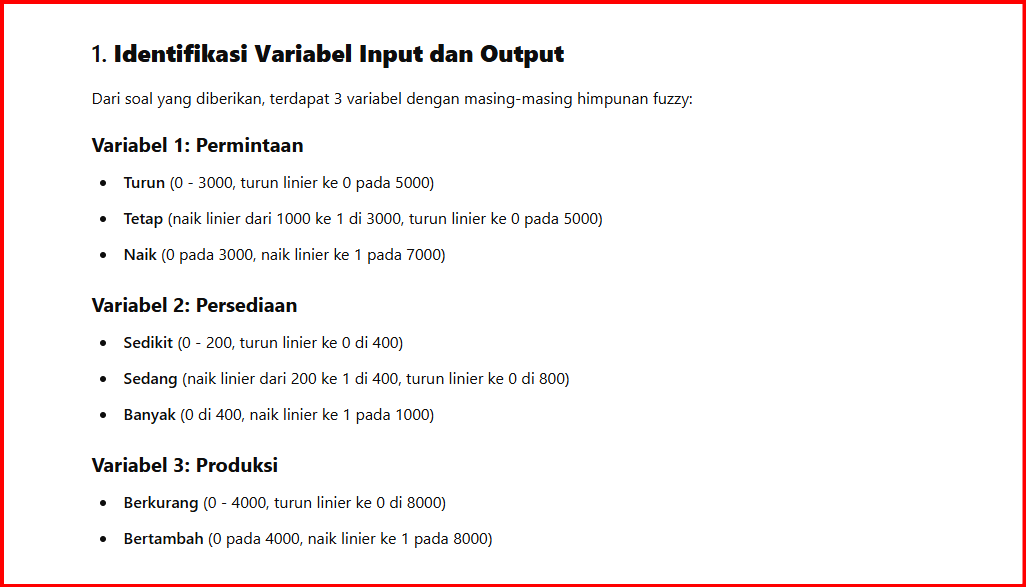 1. Identifikasi Variabel Input dan Output
Dari soal yang diberikan, terdapat 3 variabel dengan masing-masing himpunan fuzzy:
Variabel 1: Permintaan
• Turun (0 - 3000, turun linier ke 0 pada 5000)
• Tetap (naik linier dari 1000 ke 1 di 3000, turun linier ke 0 pada 5000)
• Naik (0 pada 3000, naik linier ke 1 pada 7000)
Variabel 2: Persediaan
• Sedikit (0 - 200, turun linier ke 0 di 400)
• Sedang (naik linier dari 200 ke 1 di 400, turun linier ke 0 di 800)
• Banyak (0 di 400, naik linier ke 1 pada 1000)
Variabel 3: Produksi
• Berkurang (0 - 4000, turun linier ke 0 di 8000)
• Bertambah (0 pada 4000, naik linier ke 1 pada 8000)